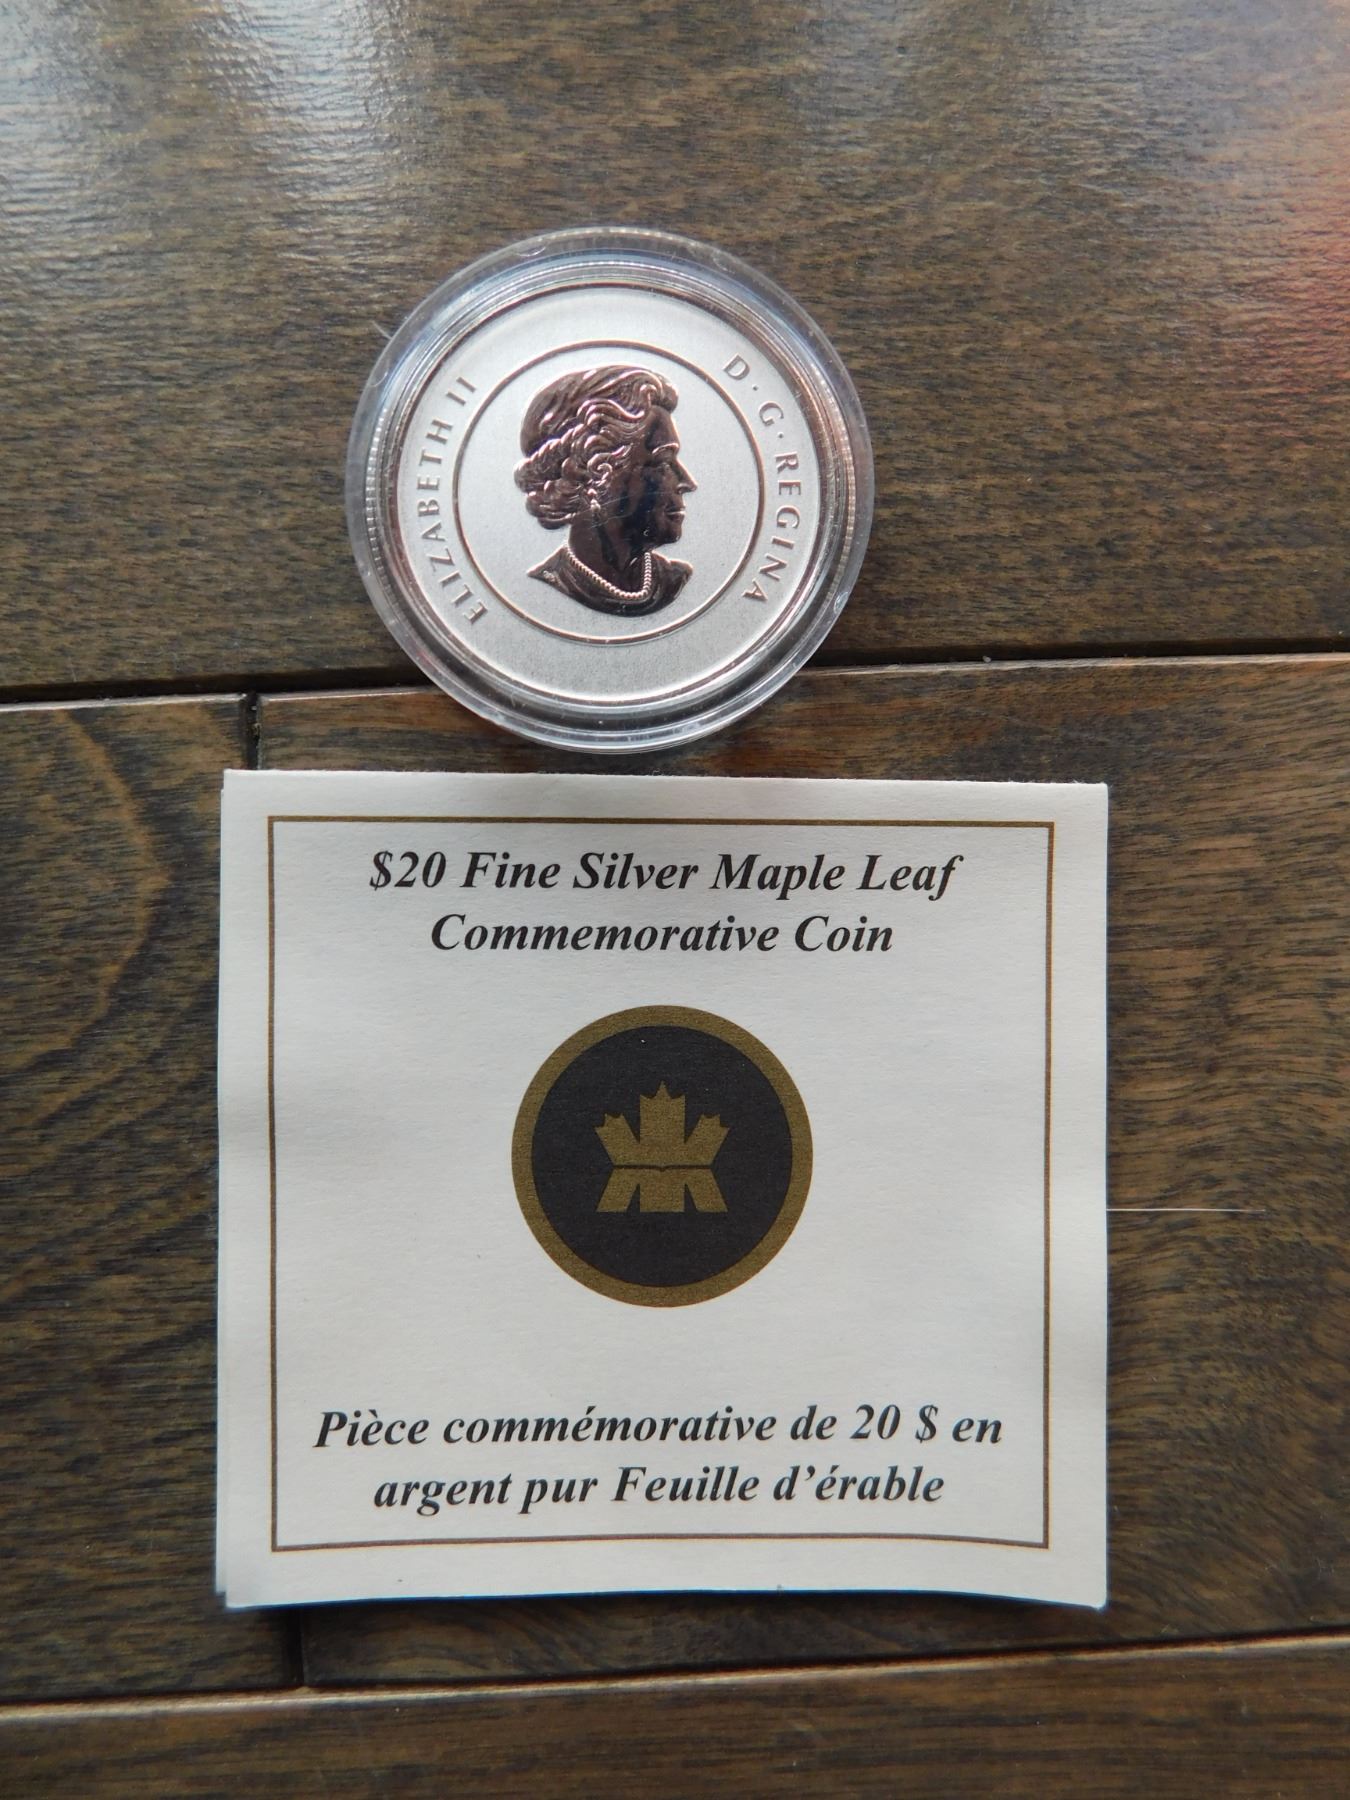 ELIZABETH II D · G · REGINA
$20 Fine Silver Maple Leaf
Commemorative Coin
Pièce commémorative de 20 $ en
argent pur Feuille d’érable